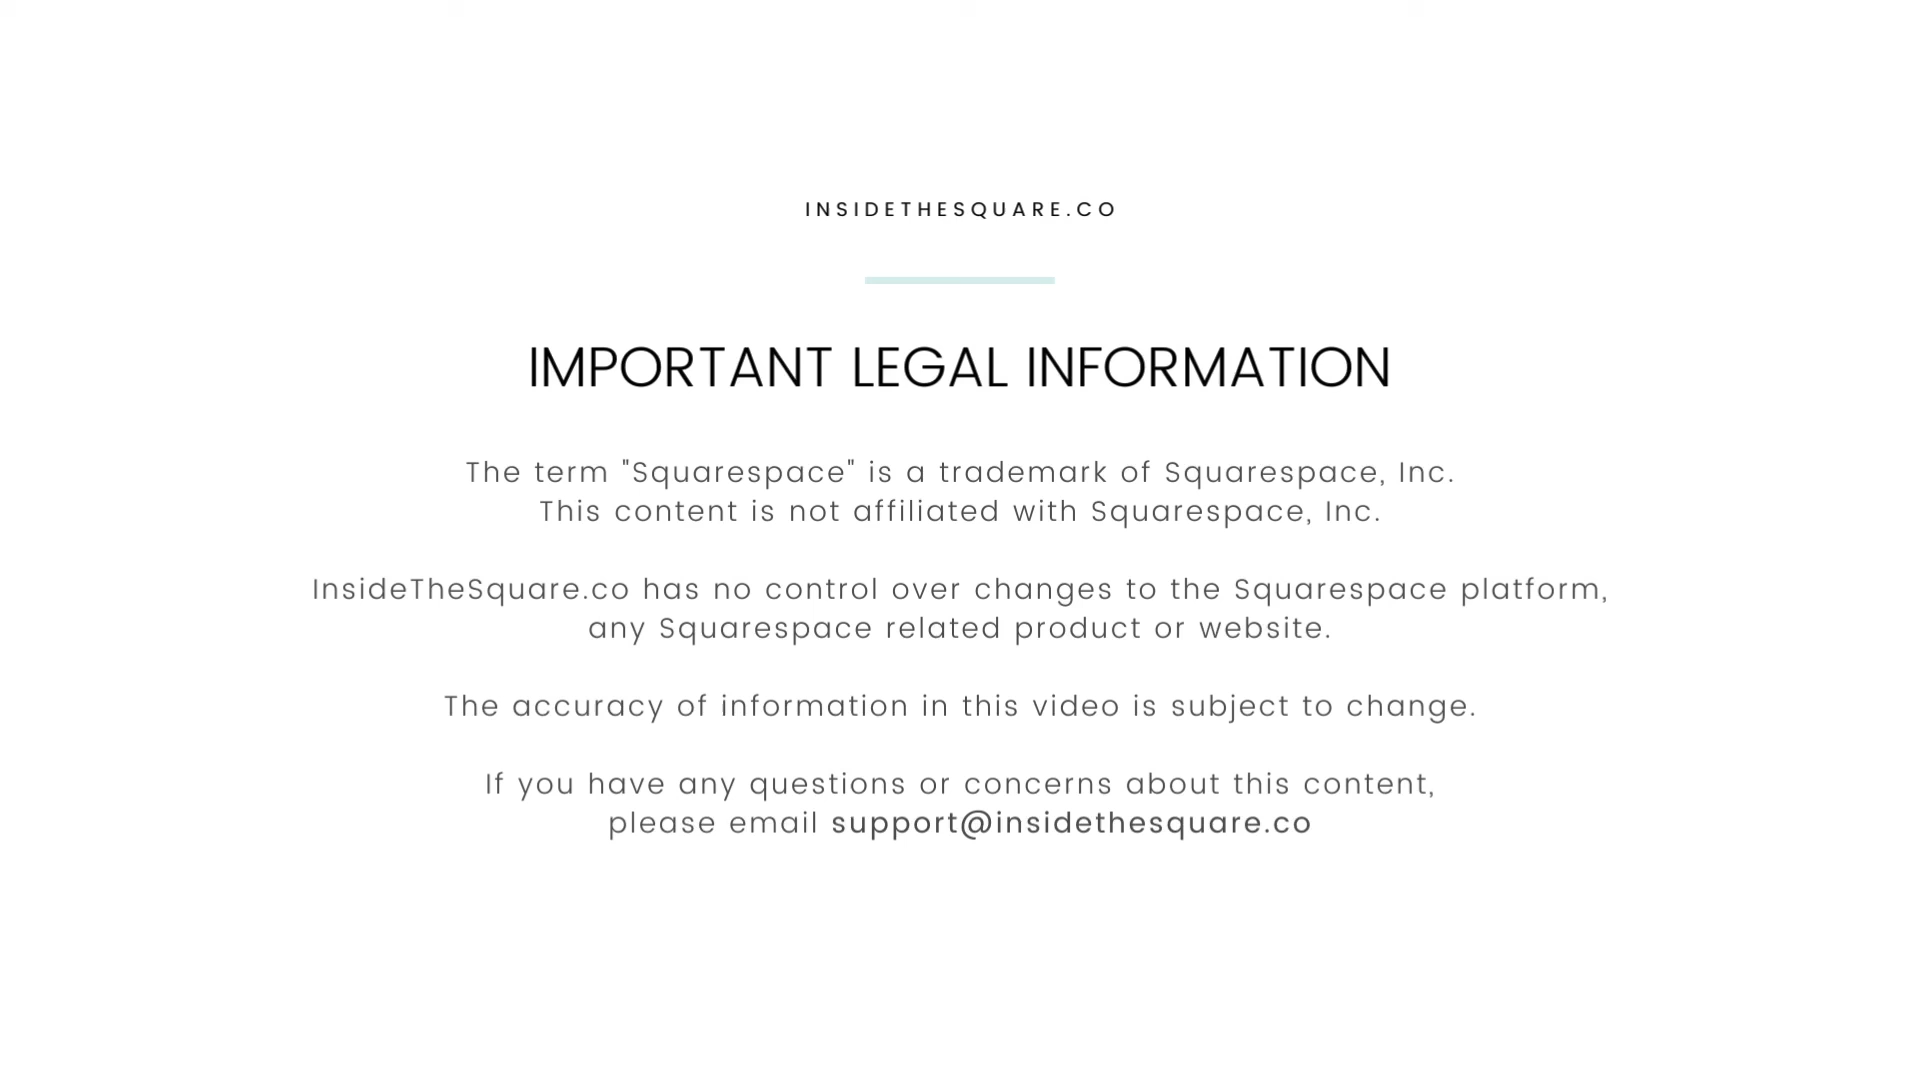 INSIDETHESQUARE.CO
IMPORTANT LEGAL INFORMATION
The term "Squarespace" is a trademark of Squarespace, Inc.
This content is not affiliated with Squarespace, Inc.
InsideTheSquare.co has no control over changes to the Squarespace platform,
any Squarespace related product or website.
The accuracy of information in this video is subject to change.
If you have any questions or concerns about this content,
please email support@insidethesquare.co